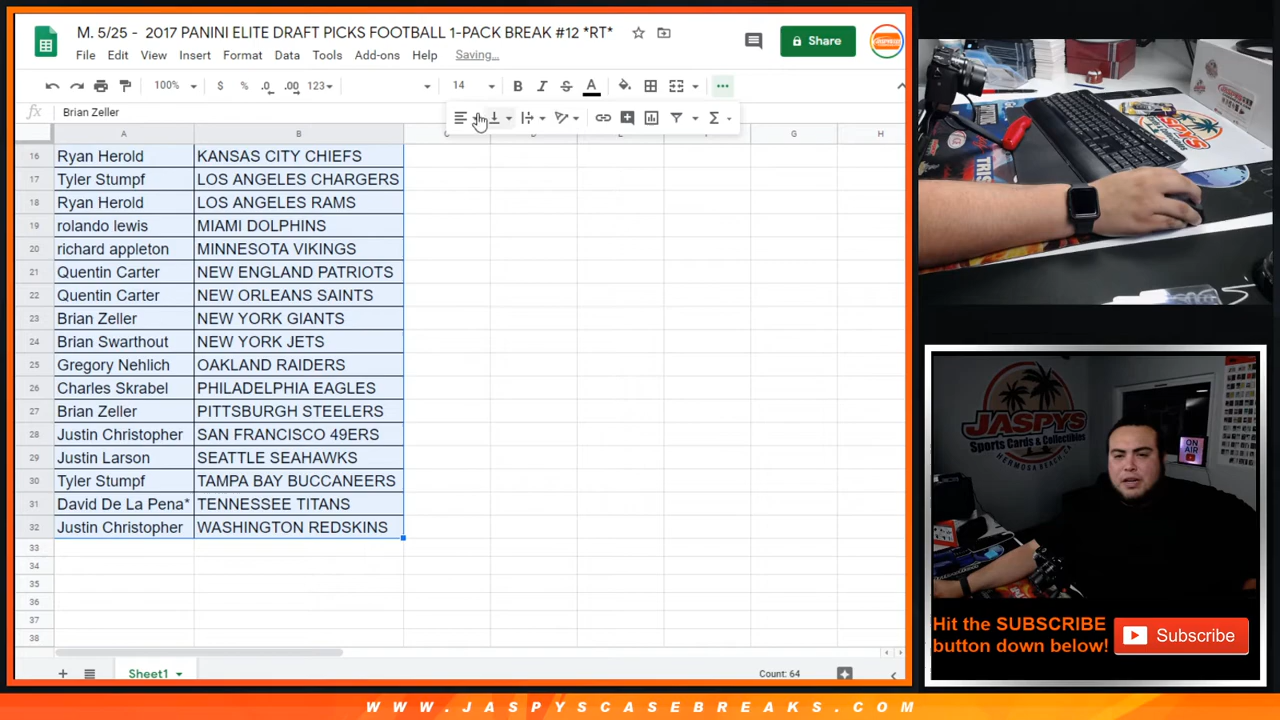 M. 5/25 - 2017 PANINI ELITE DRAFT PICKS FOOTBALL 1-PACK BREAK #12 *RT*
File Edit View Insert Format Data Tools Add-ons Help Saving...
Share
100% $ % .0 .00 123 14 B I S A
fx Brian Zeller
A B C D E F G H
16 Ryan Herold KANSAS CITY CHIEFS
17 Tyler Stumpf LOS ANGELES CHARGERS
18 Ryan Herold LOS ANGELES RAMS
19 rolando lewis MIAMI DOLPHINS
20 richard appleton MINNESOTA VIKINGS
21 Quentin Carter NEW ENGLAND PATRIOTS
22 Quentin Carter NEW ORLEANS SAINTS
23 Brian Zeller NEW YORK GIANTS
24 Brian Swarthout NEW YORK JETS
25 Gregory Nehlich OAKLAND RAIDERS
26 Charles Skrabel PHILADELPHIA EAGLES
27 Brian Zeller PITTSBURGH STEELERS
28 Justin Christopher SAN FRANCISCO 49ERS
29 Justin Larson SEATTLE SEAHAWKS
30 Tyler Stumpf TAMPA BAY BUCCANEERS
31 David De La Pena* TENNESSEE TITANS
32 Justin Christopher WASHINGTON REDSKINS
33
34
35
36
37
38
Sheet1
Count: 64
JASPYS
Sports Cards & Collectibles
HERMOSA BEACH, CA
ON AIR
Hit the SUBSCRIBE
button down below!
Subscribe
WWW.JASPYSCASEBREAKS.COM